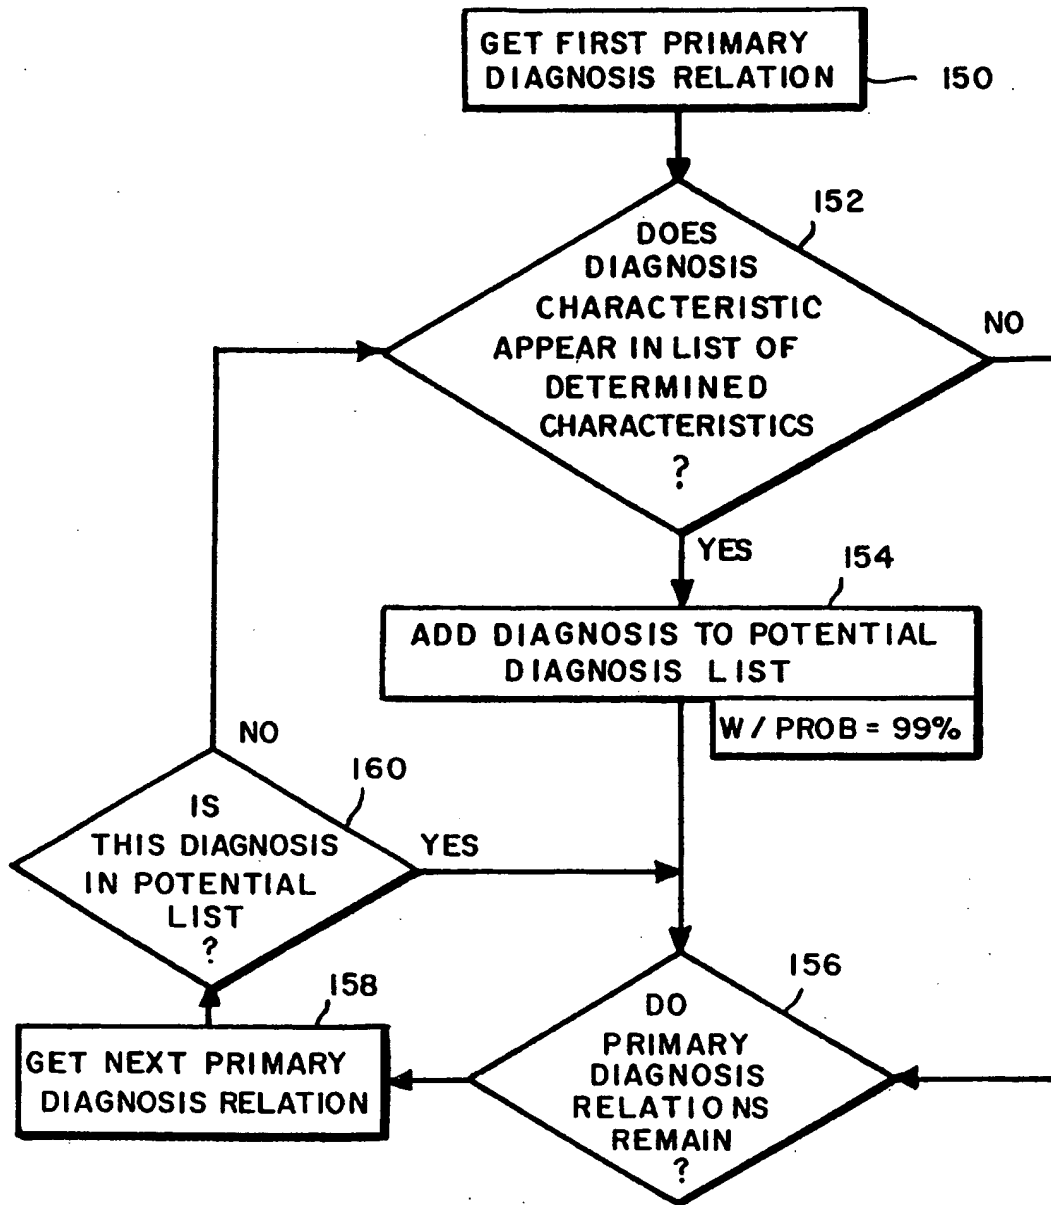 GET FIRST PRIMARY
DIAGNOSIS RELATION
150
152
DOES
DIAGNOSIS
CHARACTERISTIC
APPEAR IN LIST OF
DETERMINED
CHARACTERISTICS
?
NO
YES
154
ADD DIAGNOSIS TO POTENTIAL
DIAGNOSIS LIST
W/PROB = 99%
NO
160
IS
THIS DIAGNOSIS
IN POTENTIAL
LIST
?
YES
156
DO
PRIMARY
DIAGNOSIS
RELATIONS
REMAIN
?
158
GET NEXT PRIMARY
DIAGNOSIS RELATION